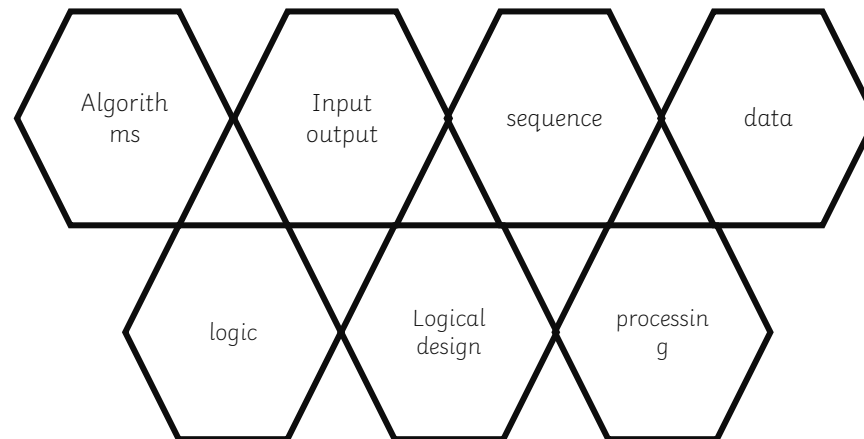 Algorith
ms
Input
output
sequence
data
logic
Logical
design
processin
g